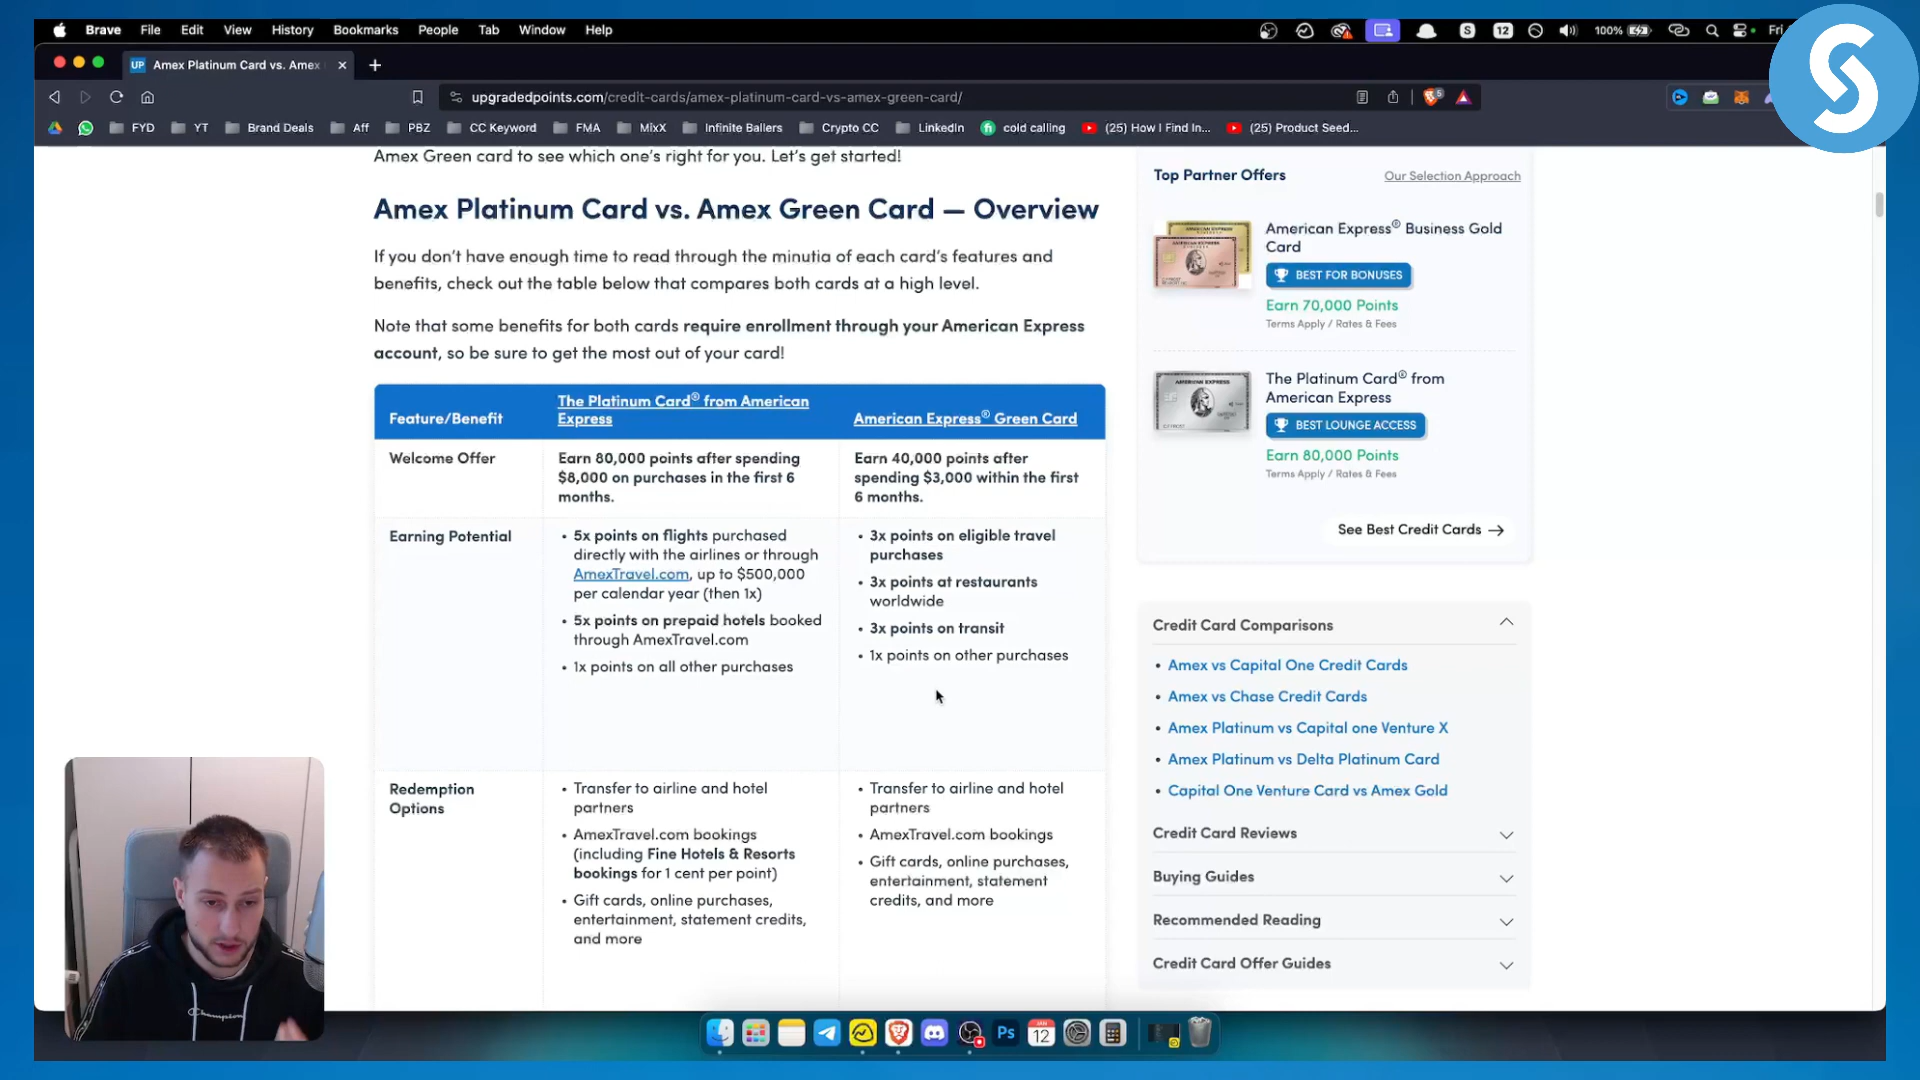 Brave File Edit View History Bookmarks People Tab Window Help
12
100%
Fri
UP Amex Platinum Card vs. Amex
upgradedpoints.com/credit-cards/amex-platinum-card-vs-amex-green-card/
5
FYD YT Brand Deals Aff PBZ CC Keyword FMA MixX Infinite Ballers Crypto CC LinkedIn cold calling (25) How I Find In... (25) Product Seed...
Amex Green card to see which one's right for you. Let's get started!
Amex Platinum Card vs. Amex Green Card — Overview
If you don't have enough time to read through the minutia of each card's features and
benefits, check out the table below that compares both cards at a high level.
Note that some benefits for both cards require enrollment through your American Express
account, so be sure to get the most out of your card!
Feature/Benefit
The Platinum Card® from American
Express
American Express® Green Card
Welcome Offer
Earn 80,000 points after spending
$8,000 on purchases in the first 6
months.
Earn 40,000 points after
spending $3,000 within the first
6 months.
Earning Potential
• 5x points on flights purchased
directly with the airlines or through
AmexTravel.com, up to $500,000
per calendar year (then 1x)
• 5x points on prepaid hotels booked
through AmexTravel.com
• 1x points on all other purchases
• 3x points on eligible travel
purchases
• 3x points at restaurants
worldwide
• 3x points on transit
• 1x points on other purchases
Redemption
Options
• Transfer to airline and hotel
partners
• AmexTravel.com bookings
(including Fine Hotels & Resorts
bookings for 1 cent per point)
• Gift cards, online purchases,
entertainment, statement credits,
and more
• Transfer to airline and hotel
partners
• AmexTravel.com bookings
• Gift cards, online purchases,
entertainment, statement
credits, and more
Top Partner Offers
Our Selection Approach
American Express® Business Gold
Card
BEST FOR BONUSES
Earn 70,000 Points
Terms Apply / Rates & Fees
AMERICAN EXPRESS
The Platinum Card® from
American Express
BEST LOUNGE ACCESS
Earn 80,000 Points
Terms Apply / Rates & Fees
See Best Credit Cards →
Credit Card Comparisons
• Amex vs Capital One Credit Cards
• Amex vs Chase Credit Cards
• Amex Platinum vs Capital one Venture X
• Amex Platinum vs Delta Platinum Card
• Capital One Venture Card vs Amex Gold
Credit Card Reviews
Buying Guides
Recommended Reading
Credit Card Offer Guides
Champion
Ps
JAN
12